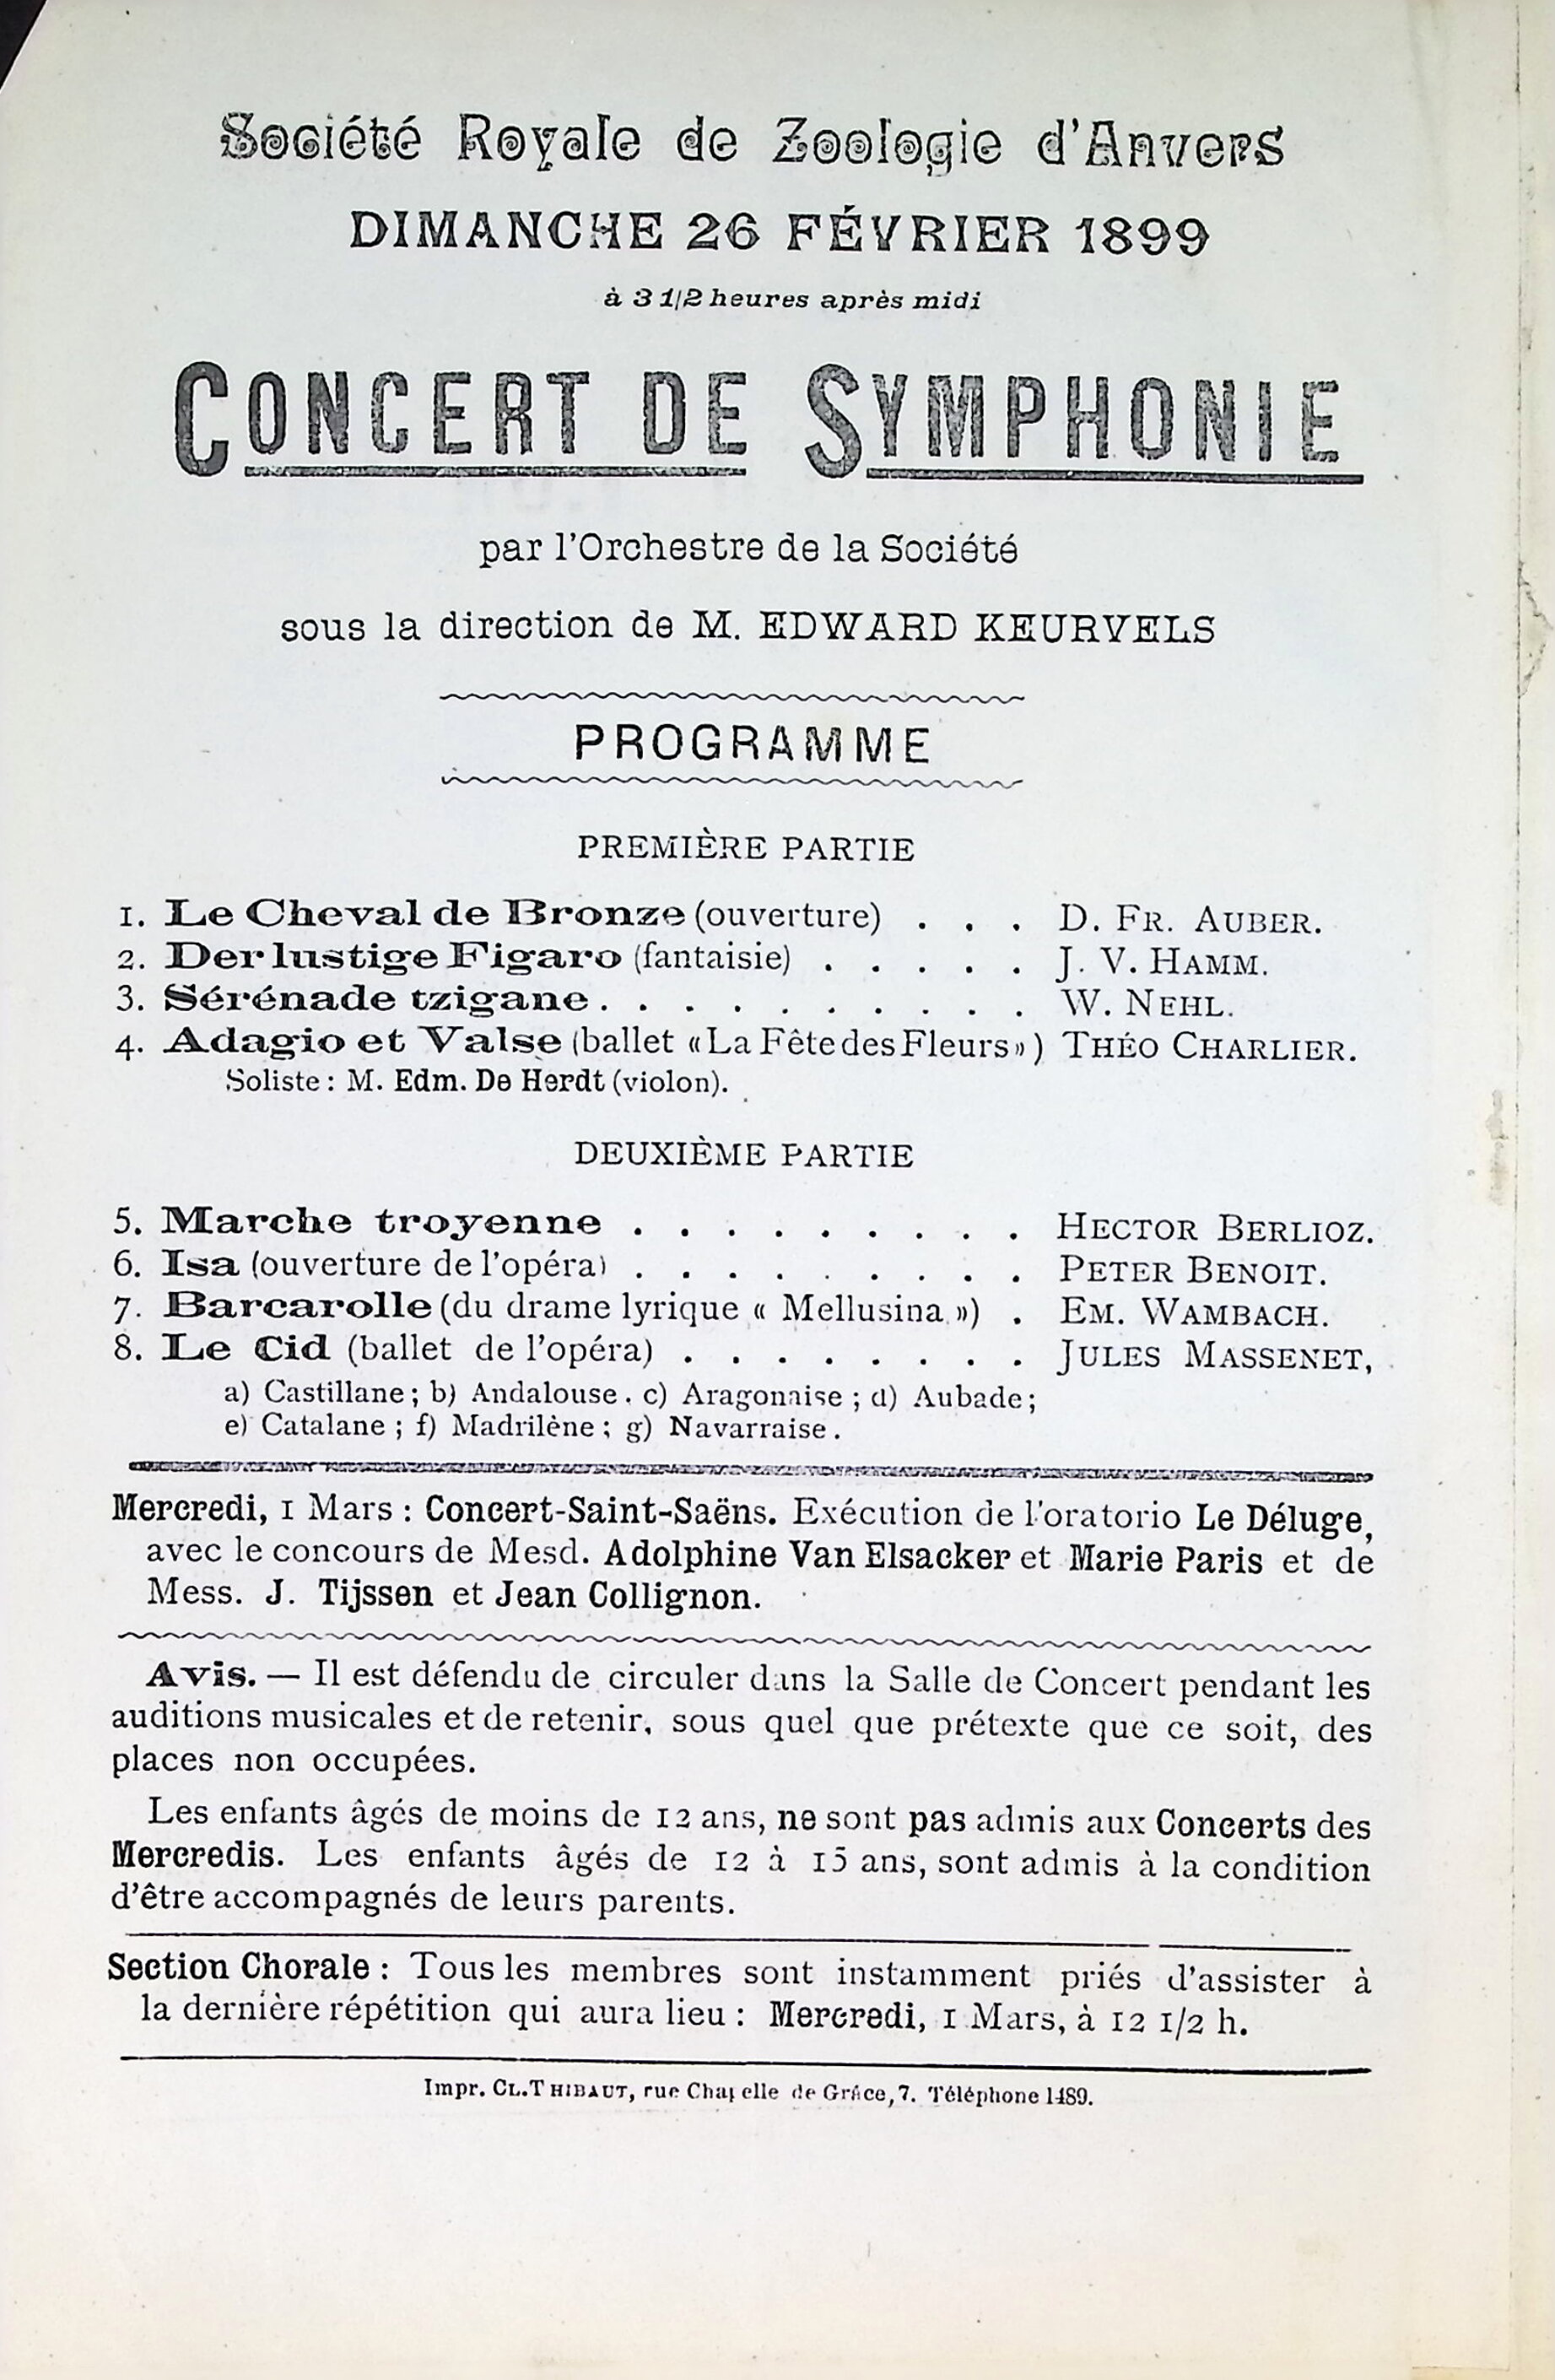 Société Royale de Zoologie d'Anvers
DIMANCHE 26 FÉVRIER 1899
à 3 1/2 heures après midi
CONCERT DE SYMPHONIE
par l'Orchestre de la Société
sous la direction de M. EDWARD KEURVELS
PROGRAMME
PREMIÈRE PARTIE
1. Le Cheval de Bronze (ouverture) . . . D. FR. AUBER.
2. Der lustige Figaro (fantaisie) . . . . . J. V. HAMM.
3. Sérénade tzigane . . . . . . . . . . W. NEHL.
4. Adagio et Valse (ballet « La Fête des Fleurs ») THÉO CHARLIER.
Soliste : M. Edm. De Herdt (violon).
DEUXIÈME PARTIE
5. Marche troyenne . . . . . . . . . HECTOR BERLIOZ.
6. Isa (ouverture de l'opéra) . . . . . . . . . PETER BENOIT.
7. Barcarolle (du drame lyrique « Mellusina ») . EM. WAMBACH.
8. Le Cid (ballet de l'opéra) . . . . . . . . JULES MASSENET,
a) Castillane ; b) Andalouse . c) Aragonaise ; d) Aubade ;
e) Catalane ; f) Madrilène ; g) Navarraise .
Mercredi, 1 Mars : Concert-Saint-Saëns. Exécution de l'oratorio Le Déluge,
avec le concours de Mesd. Adolphine Van Elsacker et Marie Paris et de
Mess. J. Tijssen et Jean Collignon.
Avis. — Il est défendu de circuler dans la Salle de Concert pendant les
auditions musicales et de retenir, sous quel que prétexte que ce soit, des
places non occupées.
Les enfants âgés de moins de 12 ans, ne sont pas admis aux Concerts des
Mercredis. Les enfants âgés de 12 à 15 ans, sont admis à la condition
d'être accompagnés de leurs parents.
Section Chorale : Tous les membres sont instamment priés d'assister à
la dernière répétition qui aura lieu : Mercredi, 1 Mars, à 12 1/2 h.
Impr. CL. THIBAUT, rue Chapelle de Grâce, 7. Téléphone 1489.